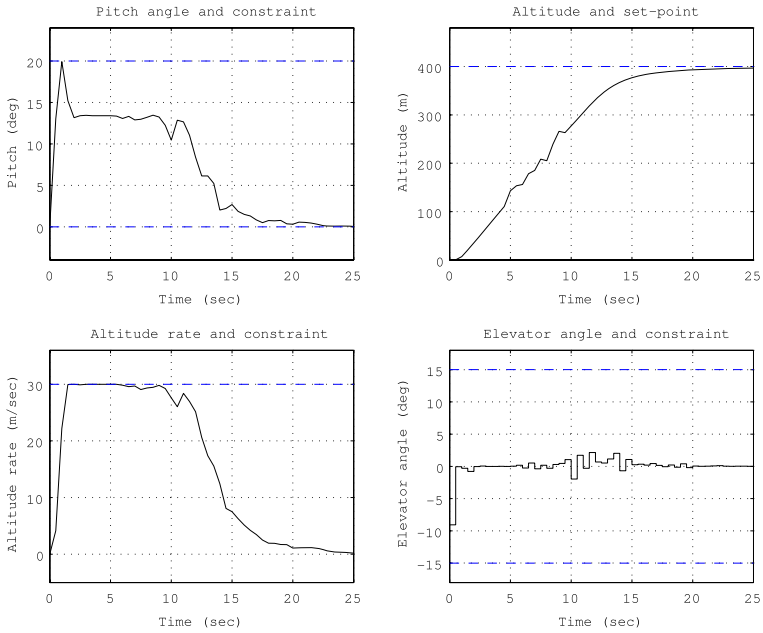 Pitch angle and constraint
20
15
10
5
0
Pitch (deg)
0 5 10 15 20 25
Time (sec)
Altitude and set-point
400
300
200
100
0
Altitude (m)
0 5 10 15 20 25
Time (sec)
Altitude rate and constraint
30
20
10
0
Altitude rate (m/sec)
0 5 10 15 20 25
Time (sec)
Elevator angle and constraint
15
10
5
0
−5
−10
−15
Elevator angle (deg)
0 5 10 15 20 25
Time (sec)